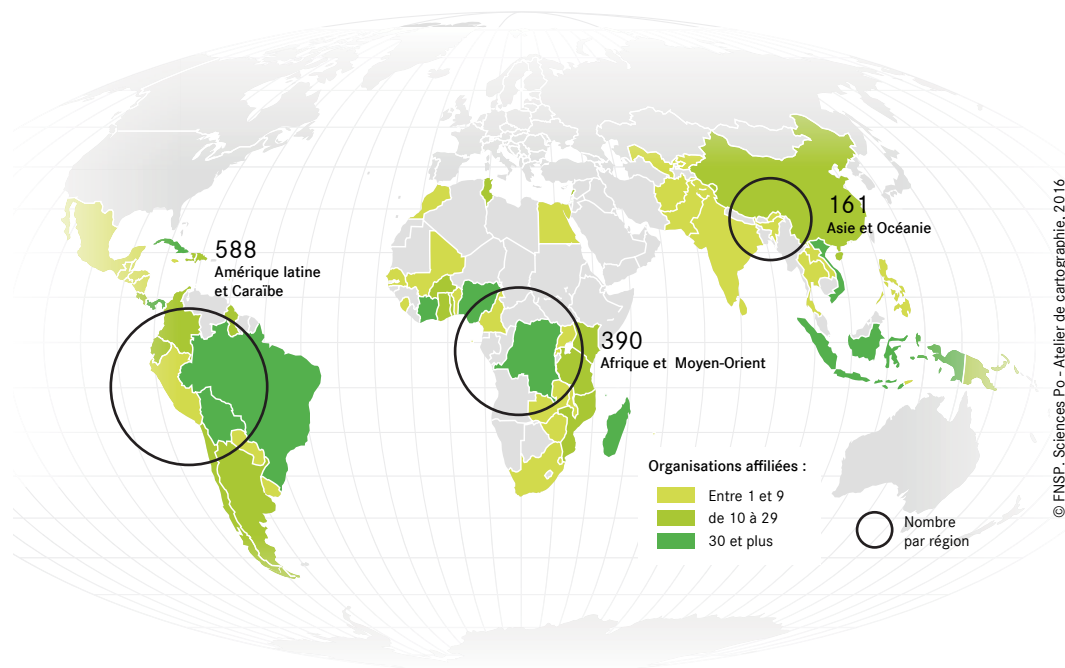 588
Amérique latine
et Caraïbe
390
Afrique et Moyen-Orient
161
Asie et Océanie
Organisations affiliées :
Entre 1 et 9
de 10 à 29
30 et plus
Nombre
par région
© FNSP. Sciences Po - Atelier de cartographie, 2016